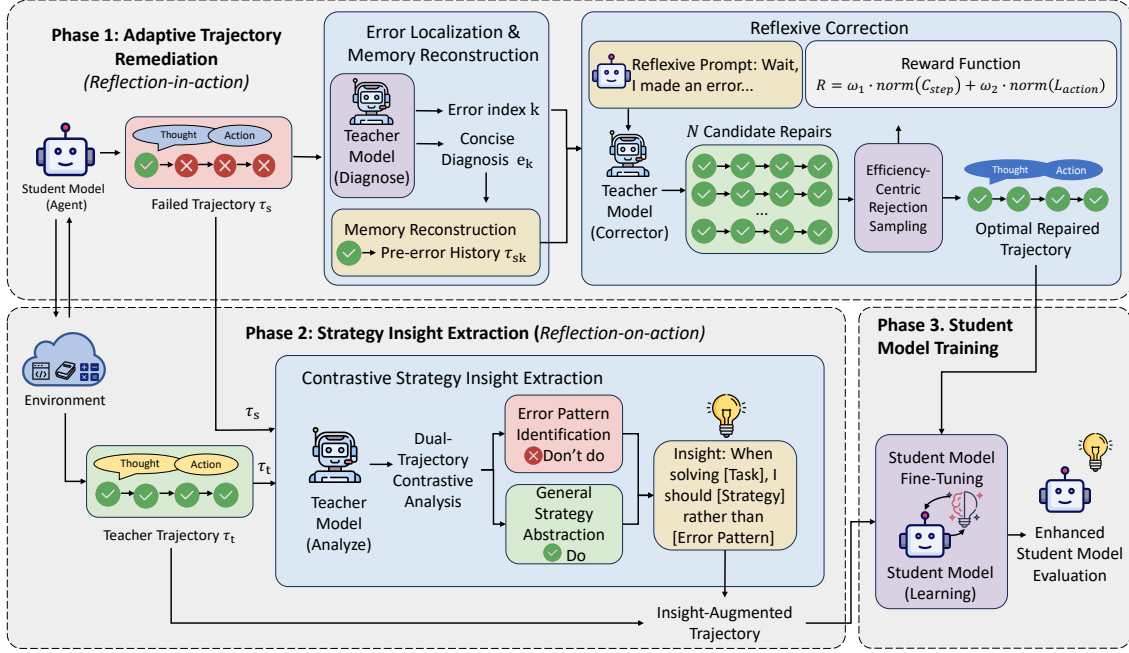 Phase 1: Adaptive Trajectory
Remediation
(Reflection-in-action)
Student Model
(Agent)
Thought
Action
Failed Trajectory τs
Error Localization &
Memory Reconstruction
Teacher
Model
(Diagnose)
Error index k
Concise
Diagnosis ek
Memory Reconstruction
Pre-error History τsk
Reflexive Correction
Reflexive Prompt: Wait,
I made an error...
Reward Function
R = ω1 · norm(Cstep) + ω2 · norm(Laction)
Teacher
Model
(Corrector)
N Candidate Repairs
...
Efficiency-
Centric
Rejection
Sampling
Thought
Action
Optimal Repaired
Trajectory
Phase 2: Strategy Insight Extraction (Reflection-on-action)
Environment
Thought
Action
Teacher Trajectory τt
τs
τt
Contrastive Strategy Insight Extraction
Teacher
Model
(Analyze)
Dual-
Trajectory
Contrastive
Analysis
Error Pattern
Identification
Don't do
General
Strategy
Abstraction
Do
Insight: When
solving [Task], I
should [Strategy]
rather than
[Error Pattern]
Insight-Augmented
Trajectory
Phase 3. Student
Model Training
Student Model
Fine-Tuning
Student Model
(Learning)
Enhanced
Student Model
Evaluation